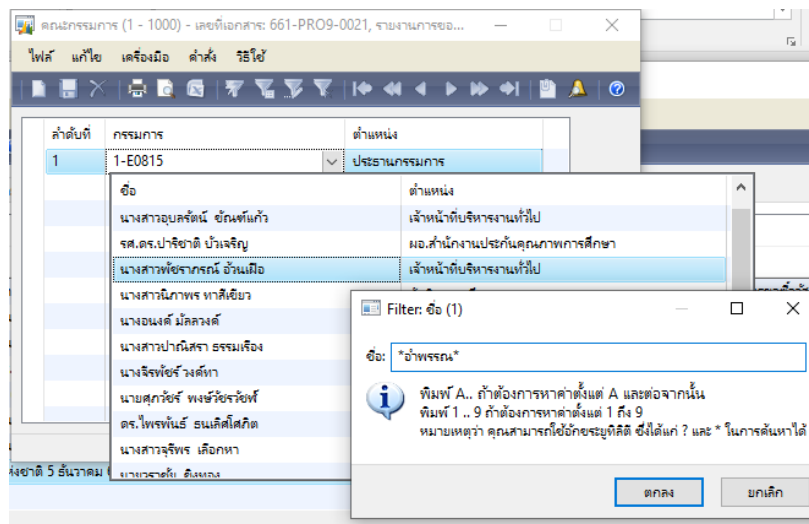 คณะกรรมการ (1 - 1000) - เลขที่เอกสาร: 661-PRO9-0021, รายงานการขอ...
ไฟล์ แก้ไข เครื่องมือ คำสั่ง วิธีใช้
ลำดับที่ กรรมการ ตำแหน่ง
1 1-E0815 ประธานกรรมการ
ชื่อ ตำแหน่ง
นางสาวอุบลรัตน์ ขัณฑ์แก้ว เจ้าหน้าที่บริหารงานทั่วไป
รศ.ดร.ปาริชาติ บัวเจริญ ผอ.สำนักงานประกันคุณภาพการศึกษา
นางสาวพัชราภรณ์ อ้วนเฝือ เจ้าหน้าที่บริหารงานทั่วไป
นางสาวนิภาพร ทาสีเขียว
นางอนงค์ มัลลวงค์
นางสาวปาณิสรา ธรรมเรือง
นางจีรพัชร์ วงศ์ทา
นายศุภวัชร์ พงษ์วัชรวัชพ์
ดร.ไพรพันธ์ ธนเลิศโศภิต
นางสาวจุรีพร เลือกหา
Filter: ชื่อ (1)
ชื่อ: *อำพรรณ*
พิมพ์ A.. ถ้าต้องการหาค่าตั้งแต่ A และต่อจากนั้น
พิมพ์ 1 .. 9 ถ้าต้องการหาค่าตั้งแต่ 1 ถึง 9
หมายเหตุว่า คุณสามารถใช้อักขระยูทิลิติ ซึ่งได้แก่ ? และ * ในการค้นหาได้
ตกลง ยกเลิก
5 ธันวาคม